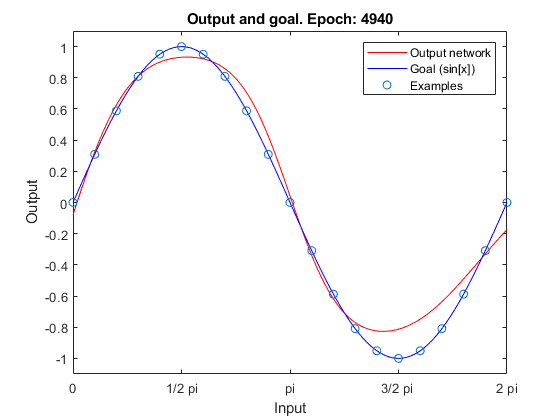 Output and goal. Epoch: 4940
Output network
Goal (sin[x])
Examples
1
0.8
0.6
0.4
0.2
0
-0.2
-0.4
-0.6
-0.8
-1
Output
0 1/2 pi pi 3/2 pi 2 pi
Input